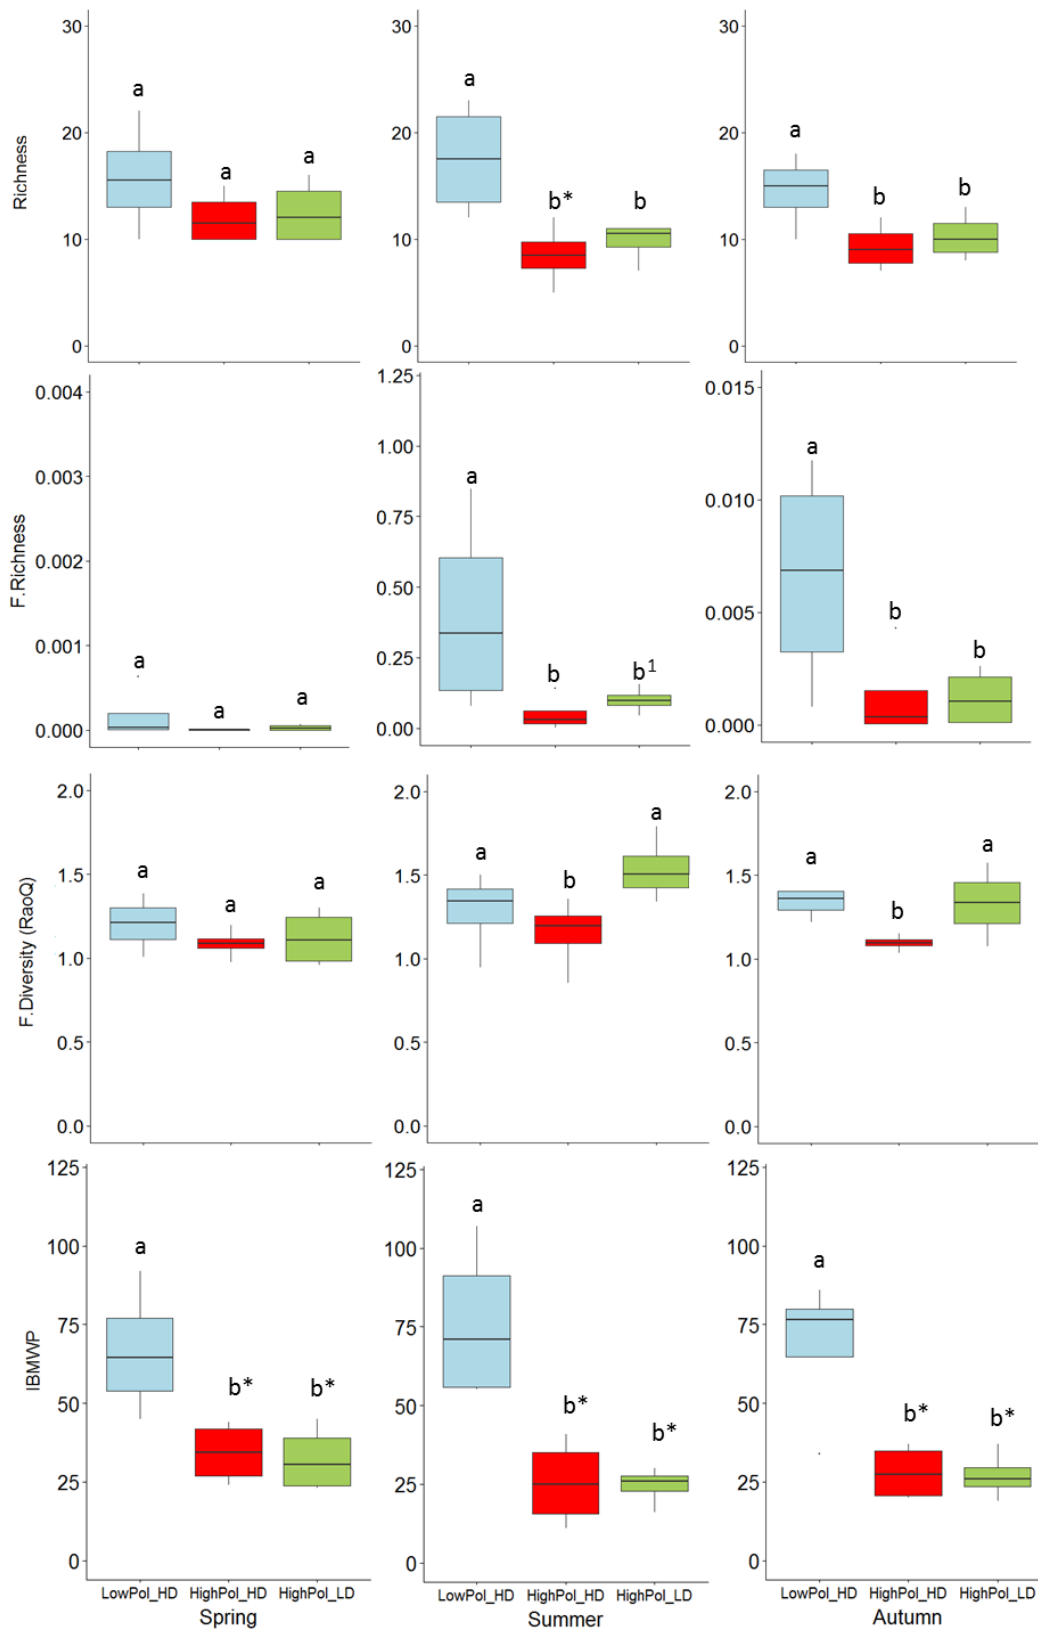 Richness
30
20
10
0
a
a
a
30
20
10
0
a
b*
b
30
20
10
0
a
b
b
F.Richness
0.004
0.003
0.002
0.001
0.000
a
a
a
1.25
1.00
0.75
0.50
0.25
0.00
a
b
b¹
0.015
0.010
0.005
0.000
a
b
b
F.Diversity (RaoQ)
2.0
1.5
1.0
0.5
0.0
a
a
a
2.0
1.5
1.0
0.5
0.0
a
b
a
2.0
1.5
1.0
0.5
0.0
a
b
a
IBMWP
125
100
75
50
25
0
a
b*
b*
125
100
75
50
25
0
a
b*
b*
125
100
75
50
25
0
a
b*
b*
LowPol_HD HighPol_HD HighPol_LD
Spring
LowPol_HD HighPol_HD HighPol_LD
Summer
LowPol_HD HighPol_HD HighPol_LD
Autumn